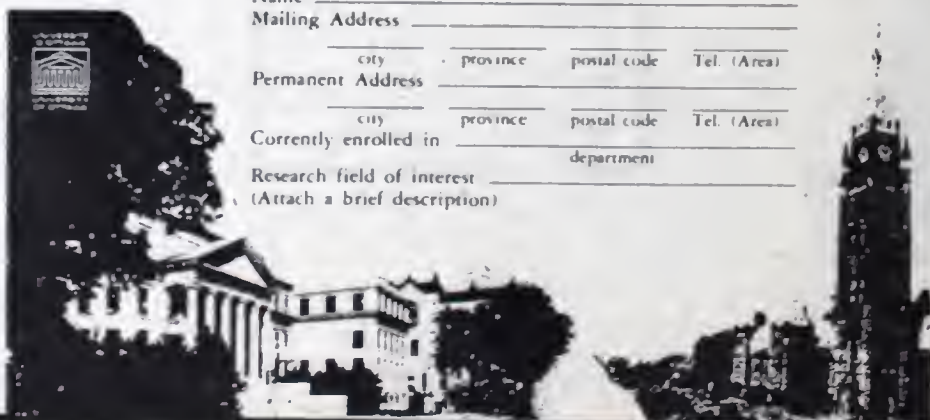 Mailing Address
city province postal code Tel. (Area)
Permanent Address
city province postal code Tel. (Area)
Currently enrolled in
department
Research field of interest
(Attach a brief description)